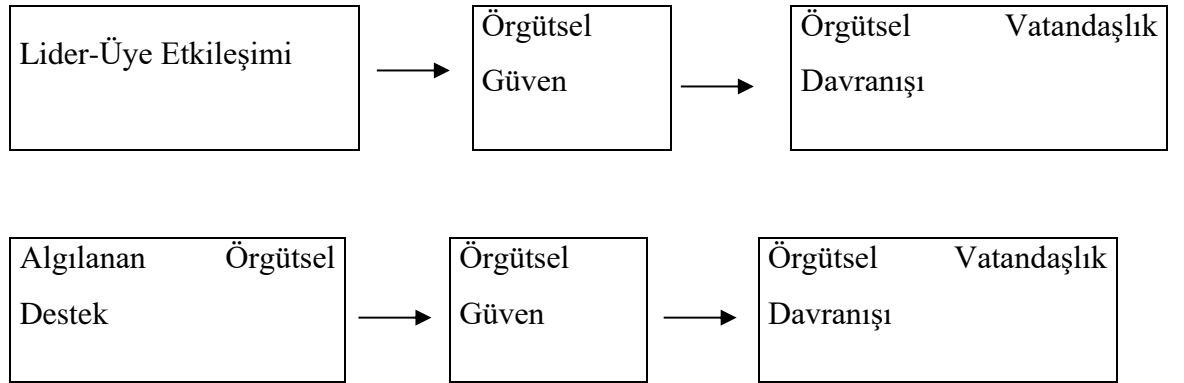 Lider-Üye Etkileşimi
Örgütsel
Güven
Örgütsel Vatandaşlık
Davranışı
Algılanan Örgütsel
Destek
Örgütsel
Güven
Örgütsel Vatandaşlık
Davranışı